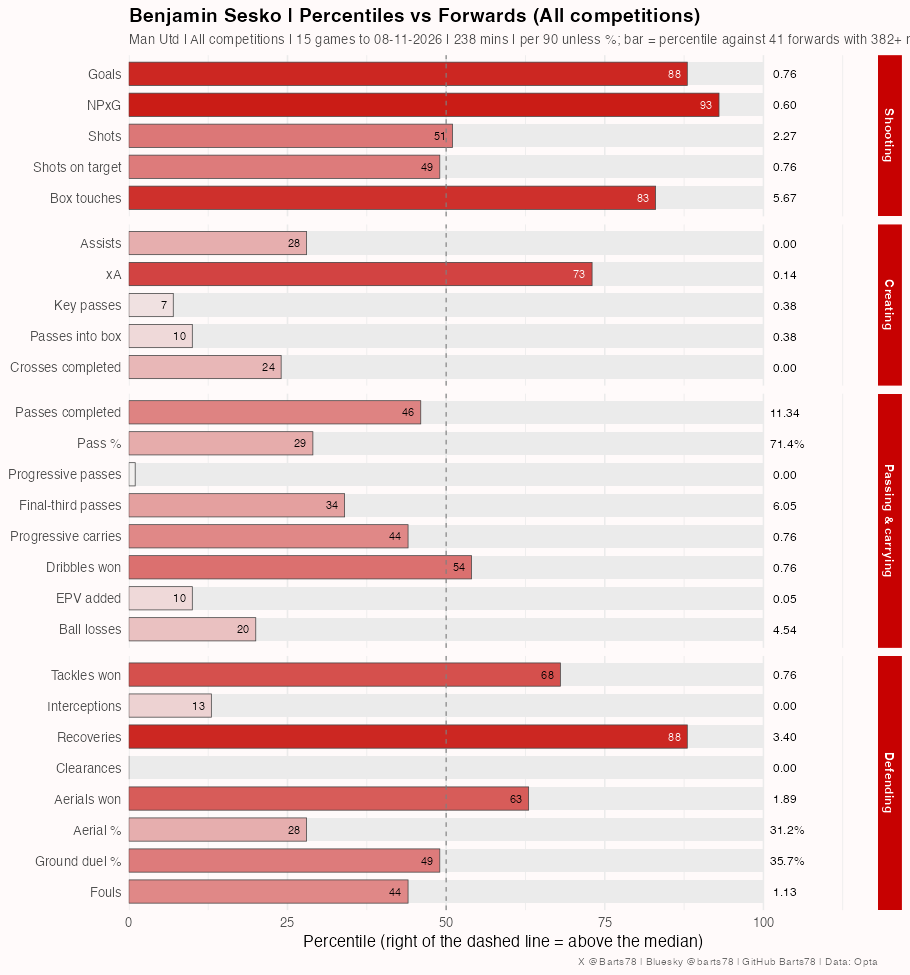 Benjamin Sesko | Percentiles vs Forwards (All competitions)
Man Utd | All competitions | 15 games to 08-11-2026 | 238 mins | per 90 unless %; bar = percentile against 41 forwards with 382+
Goals 88 0.76
NPxG 93 0.60
Shots 51 2.27
Shots on target 49 0.76
Box touches 83 5.67
Shooting
Assists 28 0.00
xA 73 0.14
Key passes 7 0.38
Passes into box 10 0.38
Crosses completed 24 0.00
Creating
Passes completed 46 11.34
Pass % 29 71.4%
Progressive passes 0.00
Final-third passes 34 6.05
Progressive carries 44 0.76
Dribbles won 54 0.76
EPV added 10 0.05
Ball losses 20 4.54
Passing & carrying
Tackles won 68 0.76
Interceptions 13 0.00
Recoveries 88 3.40
Clearances 0.00
Aerials won 63 1.89
Aerial % 28 31.2%
Ground duel % 49 35.7%
Fouls 44 1.13
Defending
0 25 50 75 100
Percentile (right of the dashed line = above the median)
X @Barts78 | Bluesky @barts78 | GitHub Barts78 | Data: Opta